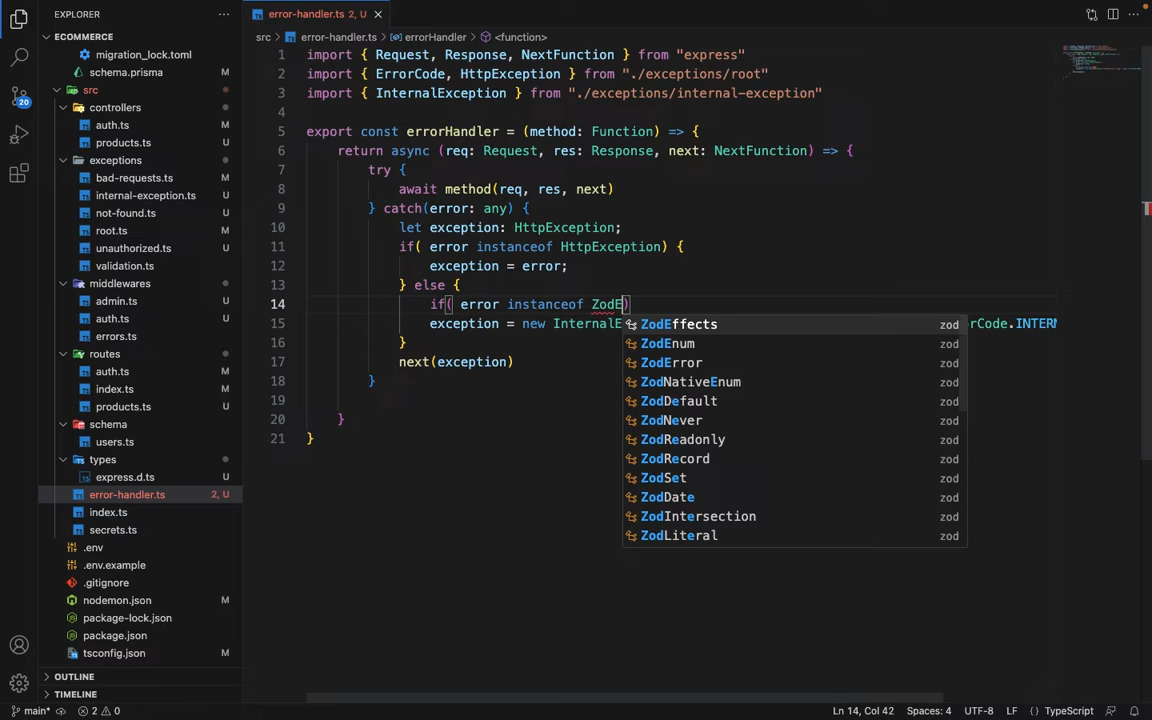 EXPLORER
ECOMMERCE
migration_lock.toml
schema.prisma M
src
controllers
auth.ts M
products.ts U
exceptions
bad-requests.ts M
internal-exception.ts U
not-found.ts U
root.ts M
unauthorized.ts U
validation.ts M
middlewares
admin.ts U
auth.ts U
errors.ts U
routes
auth.ts M
index.ts M
products.ts U
schema
users.ts U
types
express.d.ts U
error-handler.ts 2, U
index.ts
secrets.ts
.env
.env.example
.gitignore
nodemon.json M
package-lock.json
package.json
tsconfig.json M
OUTLINE
TIMELINE
20
error-handler.ts 2, U
src > error-handler.ts > errorHandler > <function>
1 import { Request, Response, NextFunction } from "express"
2 import { ErrorCode, HttpException } from "./exceptions/root"
3 import { InternalException } from "./exceptions/internal-exception"
4
5 export const errorHandler = (method: Function) => {
6 return async (req: Request, res: Response, next: NextFunction) => {
7 try {
8 await method(req, res, next)
9 } catch(error: any) {
10 let exception: HttpException;
11 if( error instanceof HttpException) {
12 exception = error;
13 } else {
14 if( error instanceof ZodE)
15 exception = new InternalE rCode.INTERN
16 }
17 next(exception)
18 }
19
20 }
21 }
ZodEffects zod
ZodEnum zod
ZodError zod
ZodNativeEnum zod
ZodDefault zod
ZodNever zod
ZodReadonly zod
ZodRecord zod
ZodSet zod
ZodDate zod
ZodIntersection zod
ZodLiteral zod
main* 2 0 Ln 14, Col 42 Spaces: 4 UTF-8 LF { } TypeScript